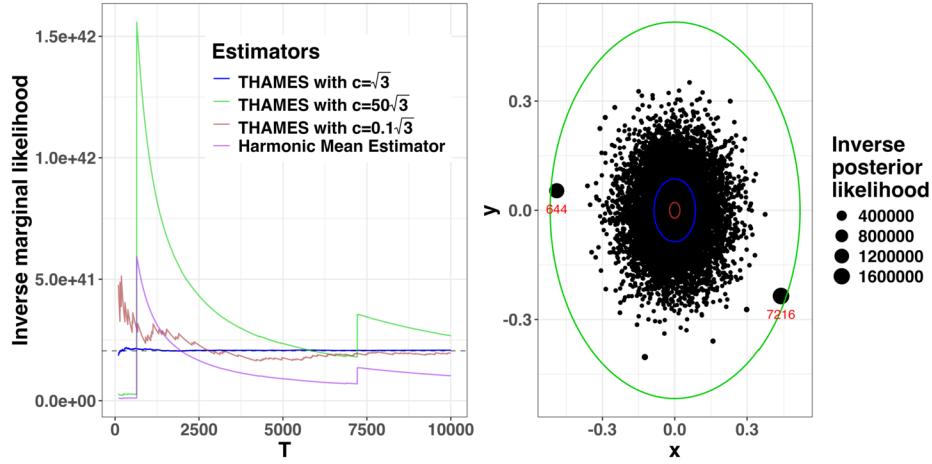 Inverse marginal likelihood
1.5e+42
1.0e+42
5.0e+41
0.0e+00
Estimators
THAMES with c=√3
THAMES with c=50√3
THAMES with c=0.1√3
Harmonic Mean Estimator
0
2500
5000
7500
10000
T
y
0.3
0.0
-0.3
644
7216
-0.3
0.0
0.3
x
Inverse
posterior
likelihood
400000
800000
1200000
1600000